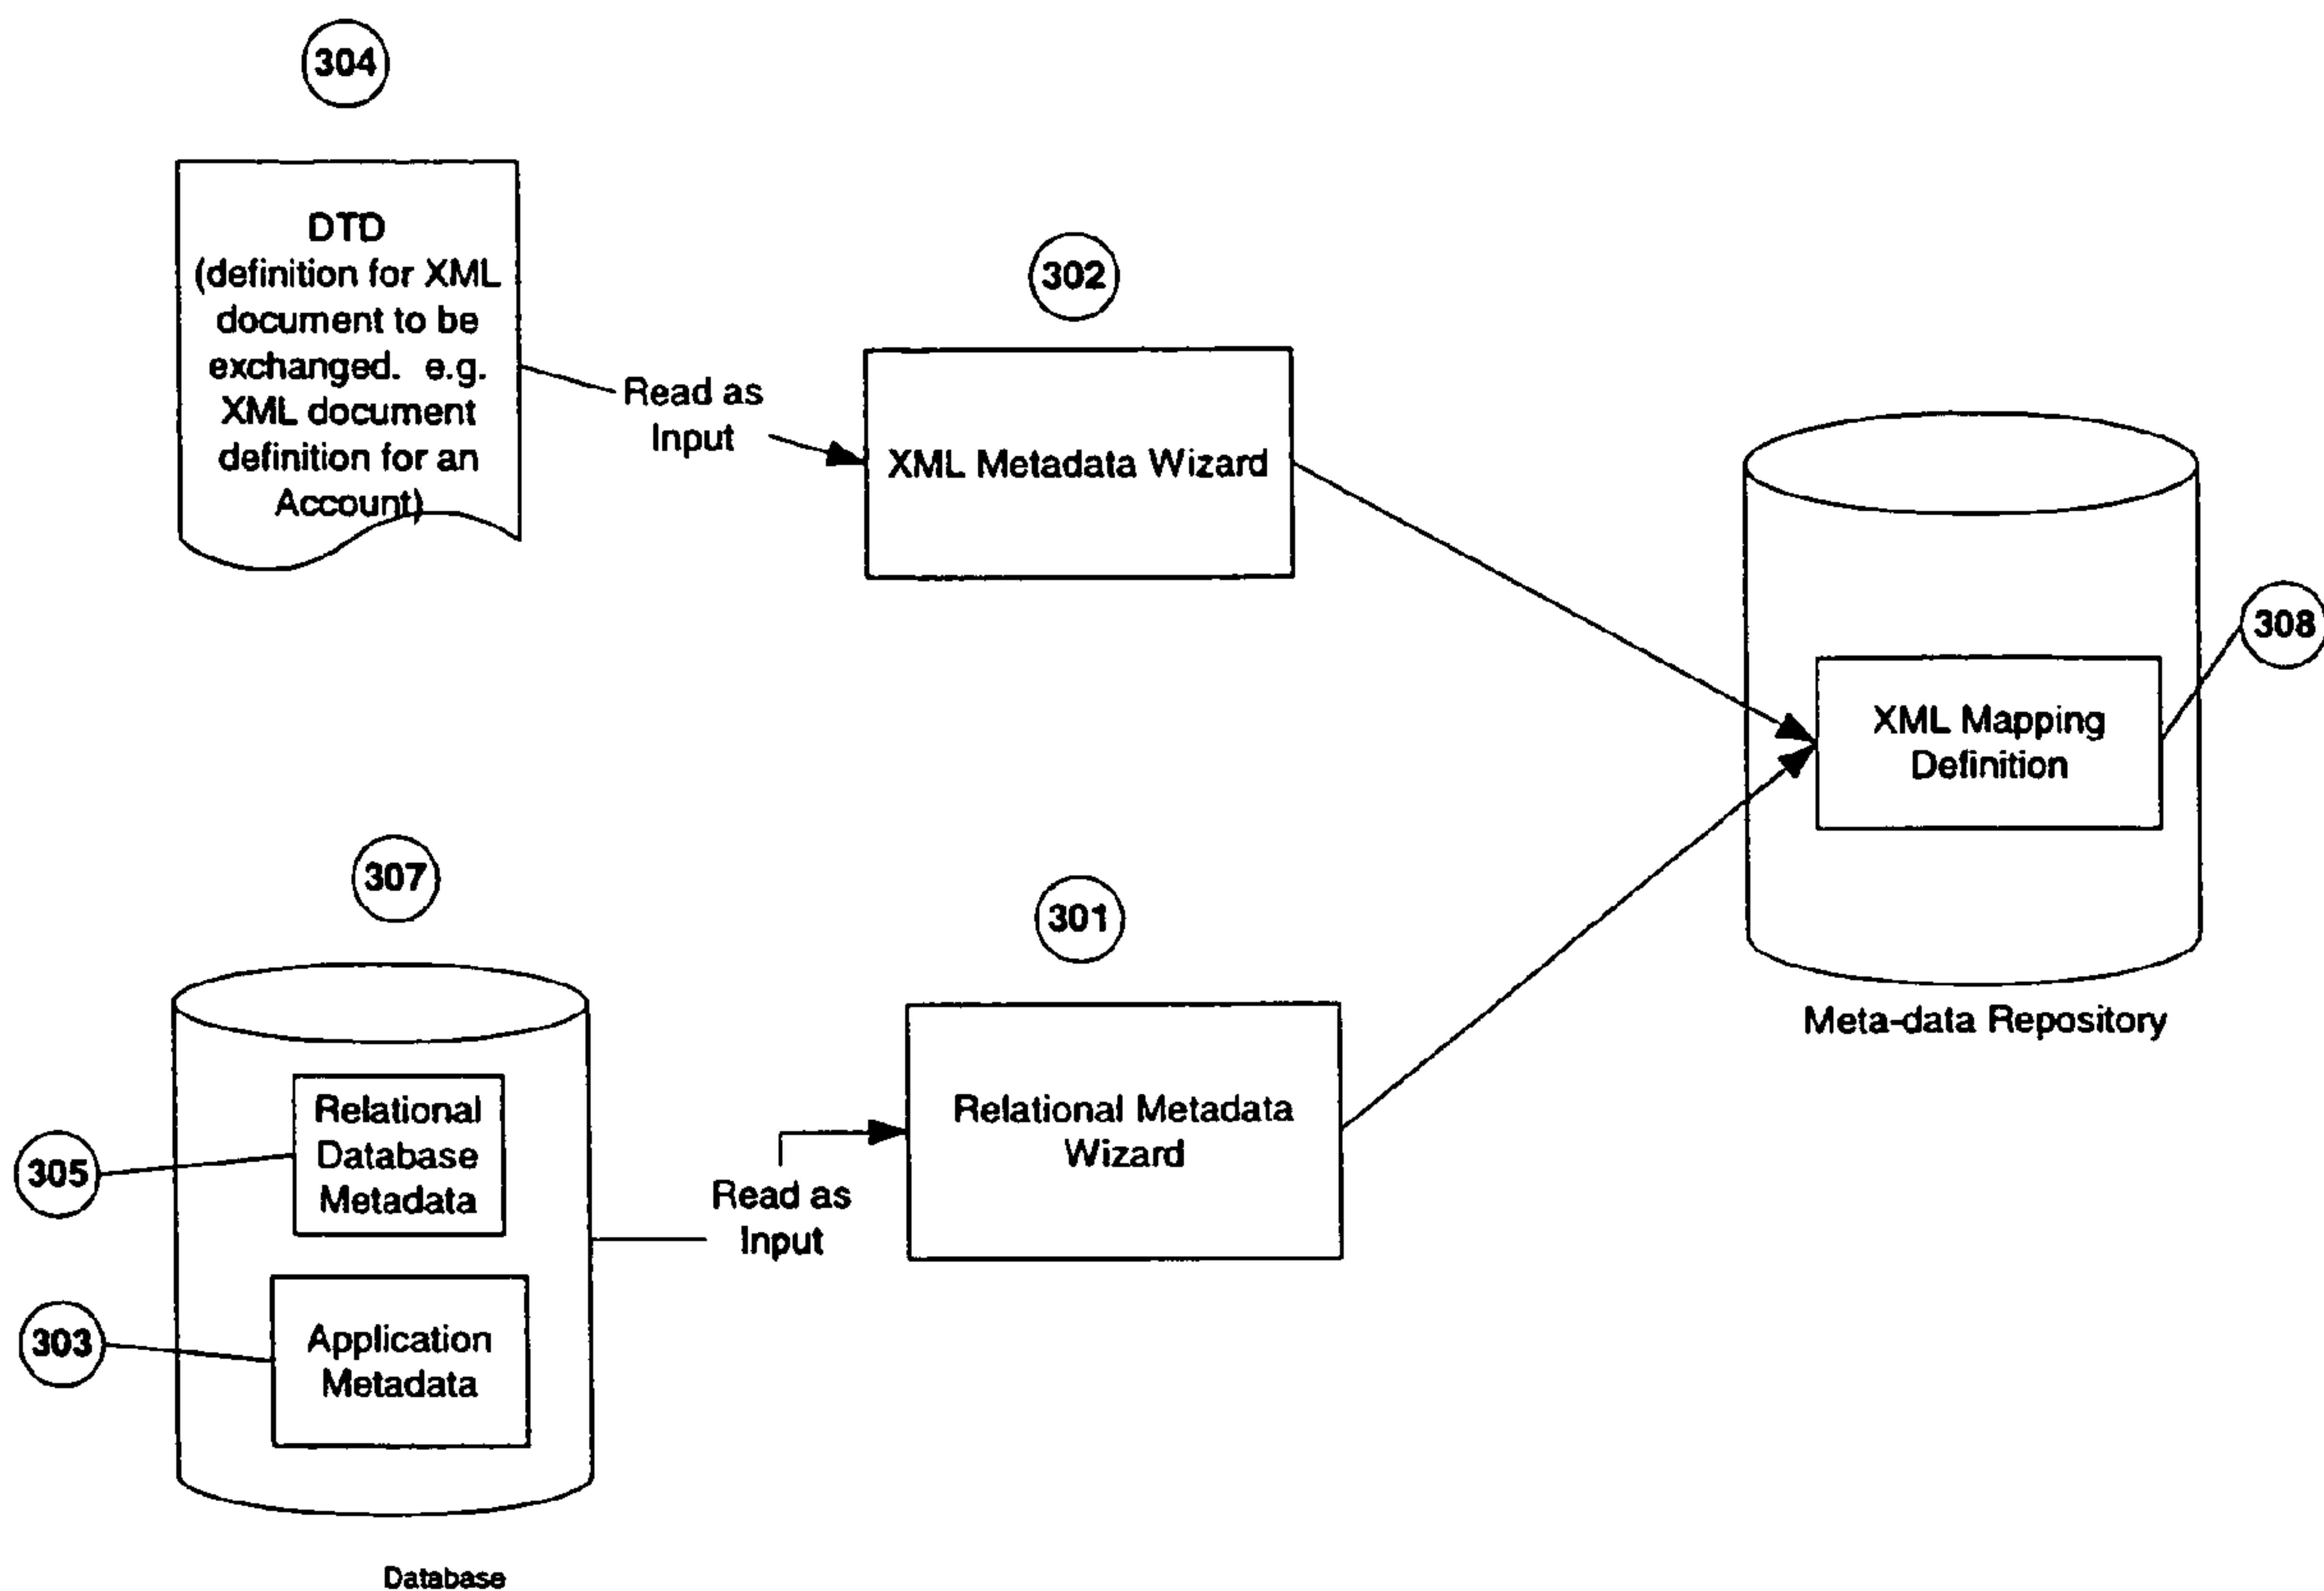 304
DTD
(definition for XML
document to be
exchanged. e.g.
XML document
definition for an
Account)
Read as
Input
302
XML Metadata Wizard
308
XML Mapping
Definition
Meta-data Repository
307
305
Relational
Database
Metadata
303
Application
Metadata
Database
Read as
Input
301
Relational Metadata
Wizard